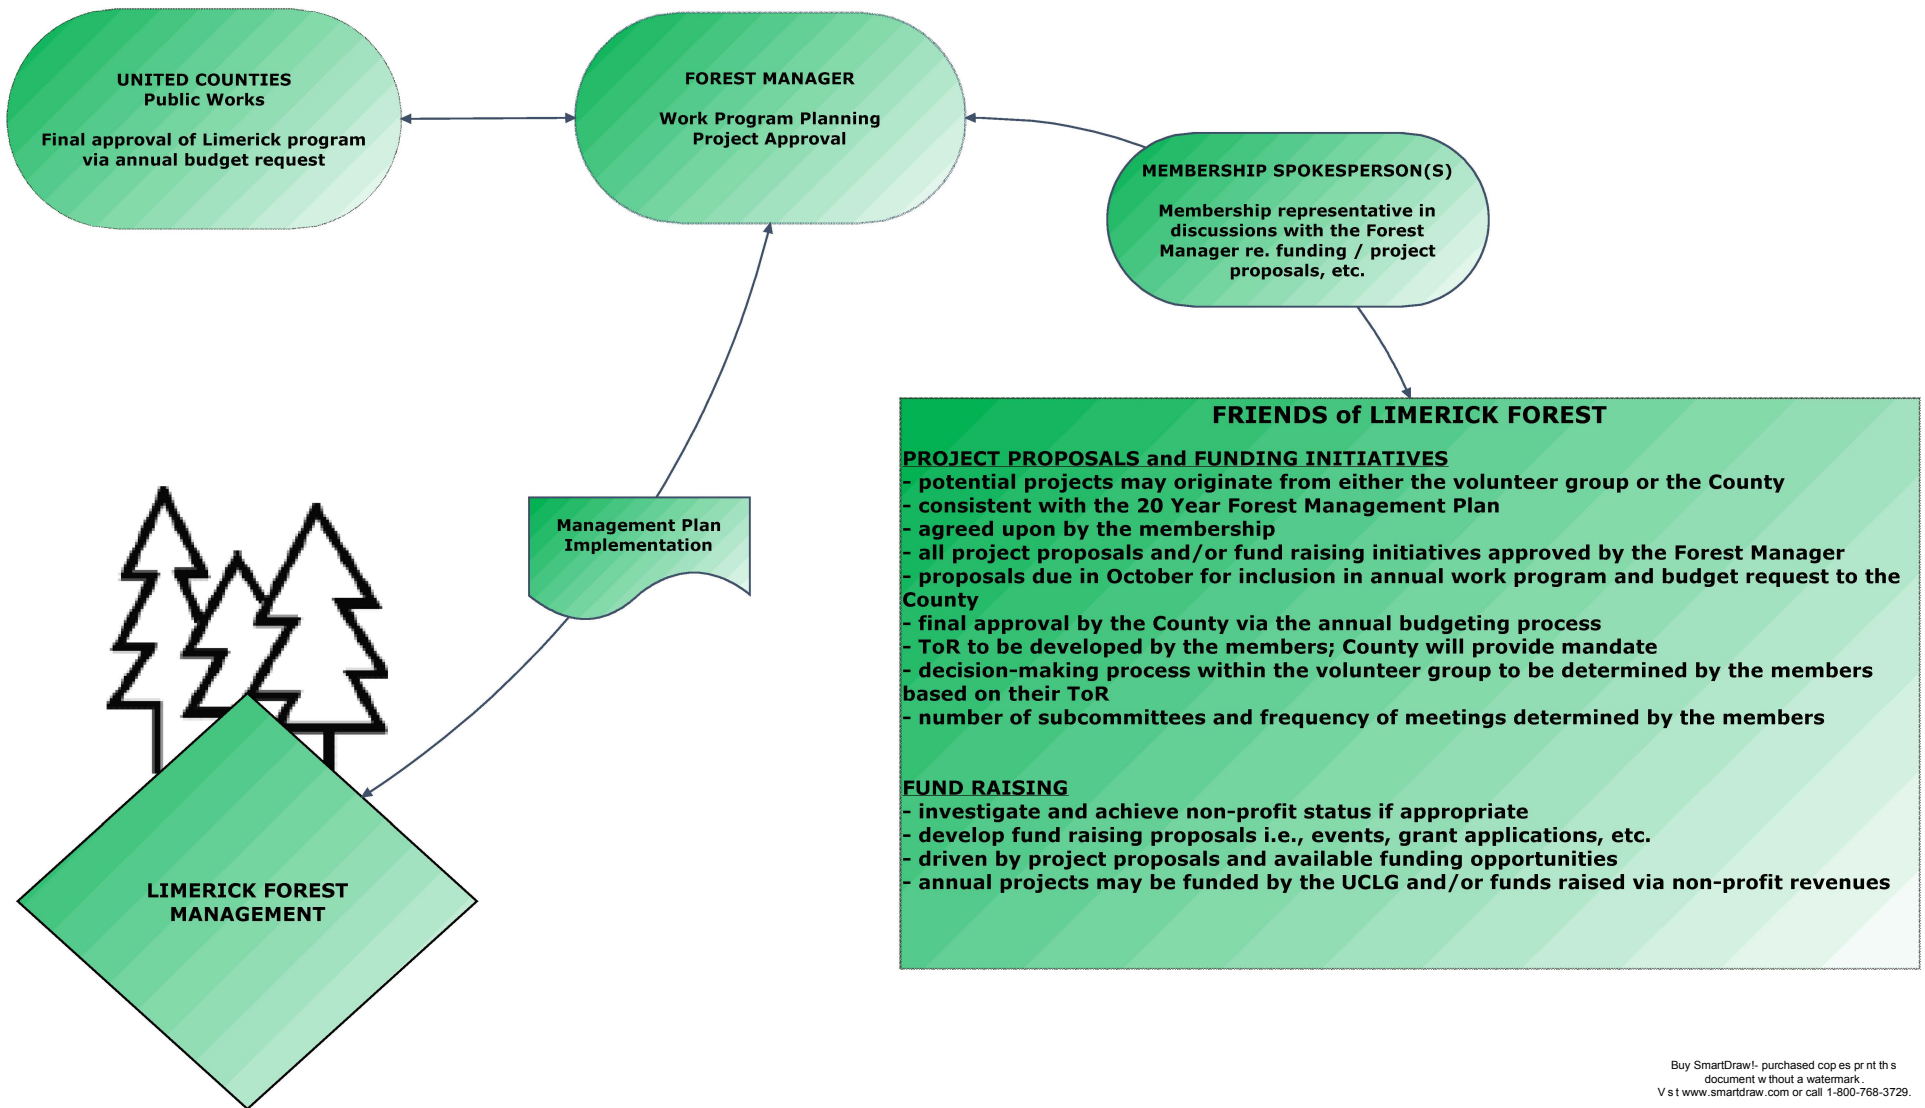 UNITED COUNTIES
Public Works
Final approval of Limerick program
via annual budget request
FOREST MANAGER
Work Program Planning
Project Approval
MEMBERSHIP SPOKESPERSON(S)
Membership representative in
discussions with the Forest
Manager re. funding / project
proposals, etc.
Management Plan
Implementation
LIMERICK FOREST
MANAGEMENT
FRIENDS of LIMERICK FOREST
PROJECT PROPOSALS and FUNDING INITIATIVES
- potential projects may originate from either the volunteer group or the County
- consistent with the 20 Year Forest Management Plan
- agreed upon by the membership
- all project proposals and/or fund raising initiatives approved by the Forest Manager
- proposals due in October for inclusion in annual work program and budget request to the
County
- final approval by the County via the annual budgeting process
- ToR to be developed by the members; County will provide mandate
- decision-making process within the volunteer group to be determined by the members
based on their ToR
- number of subcommittees and frequency of meetings determined by the members
FUND RAISING
- investigate and achieve non-profit status if appropriate
- develop fund raising proposals i.e., events, grant applications, etc.
- driven by project proposals and available funding opportunities
- annual projects may be funded by the UCLG and/or funds raised via non-profit revenues
Buy SmartDraw!- purchased cop es pr nt th s
document w thout a watermark .
V s t www.smartdraw.com or call 1-800-768-3729.